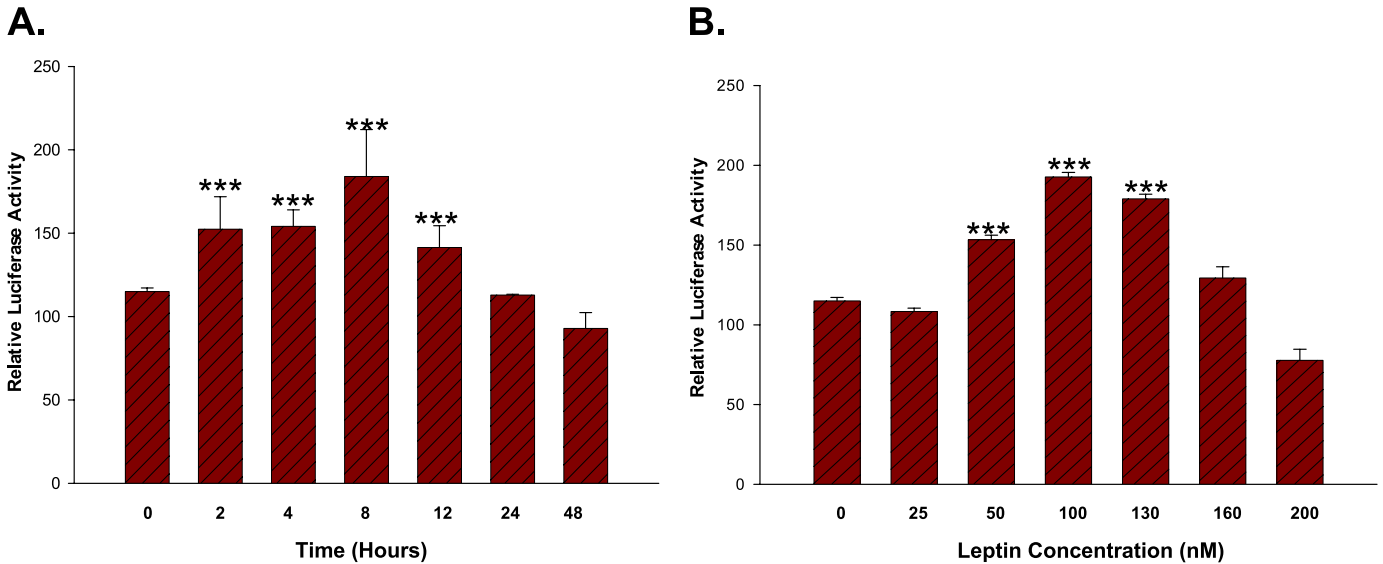 A.
B.
Relative Luciferase Activity
250
200
150
100
50
0
***
***
***
***
0 2 4 8 12 24 48
Time (Hours)
Relative Luciferase Activity
250
200
150
100
50
0
***
***
***
0 25 50 100 130 160 200
Leptin Concentration (nM)